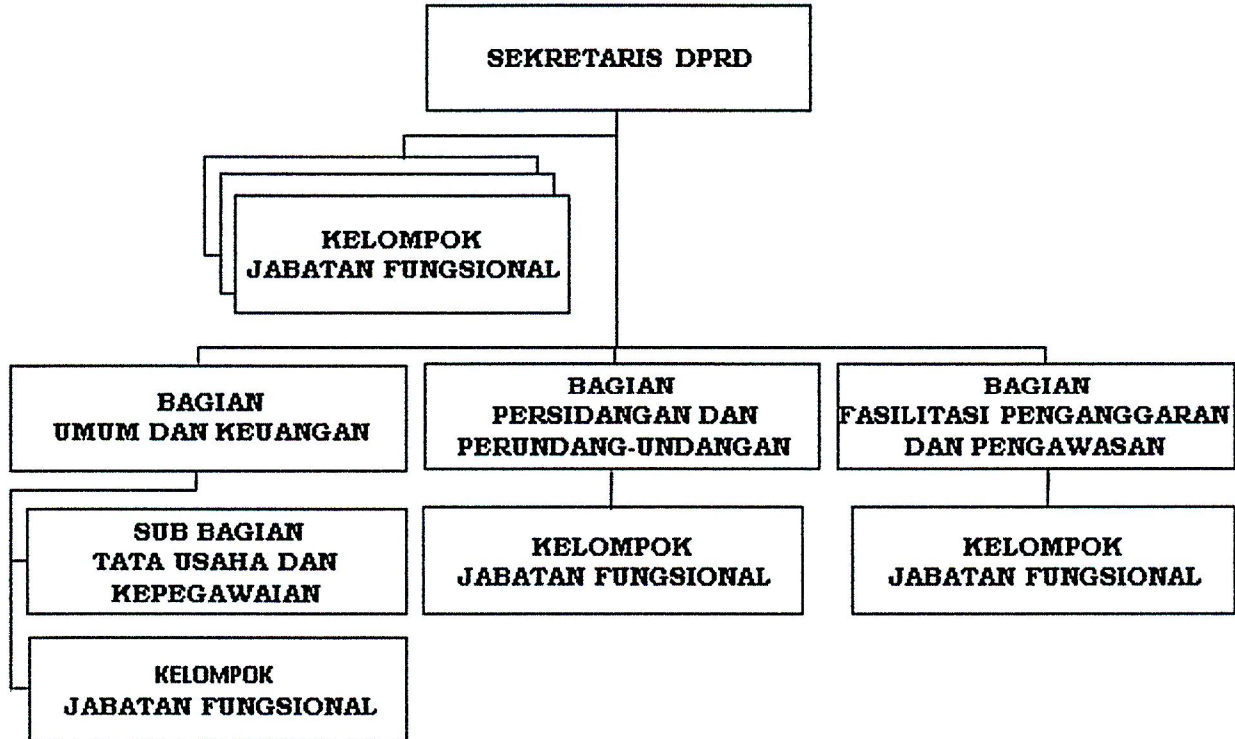 SEKRETARIS DPRD
KELOMPOK
JABATAN FUNGSIONAL
BAGIAN
UMUM DAN KEUANGAN
BAGIAN
PERSIDANGAN DAN
PERUNDANG-UNDANGAN
BAGIAN
FASILITASI PENGANGGARAN
DAN PENGAWASAN
SUB BAGIAN
TATA USAHA DAN
KEPEGAWAIAN
KELOMPOK
JABATAN FUNGSIONAL
KELOMPOK
JABATAN FUNGSIONAL
KELOMPOK
JABATAN FUNGSIONAL